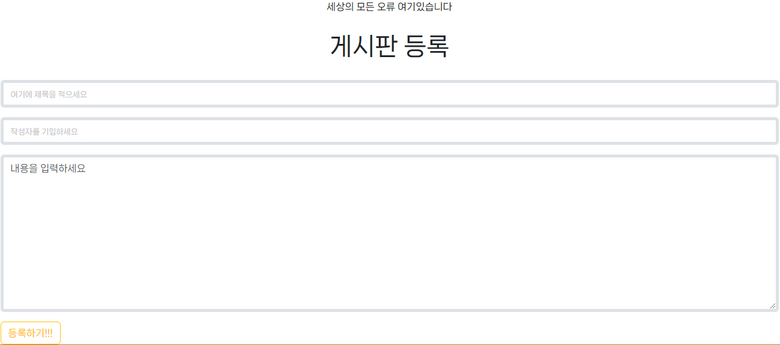 세상의 모든 오류 여기있습니다
게시판 등록
여기에 제목을 적으세요
작성자를 기입하세요
내용을 입력하세요
등록하기!!!